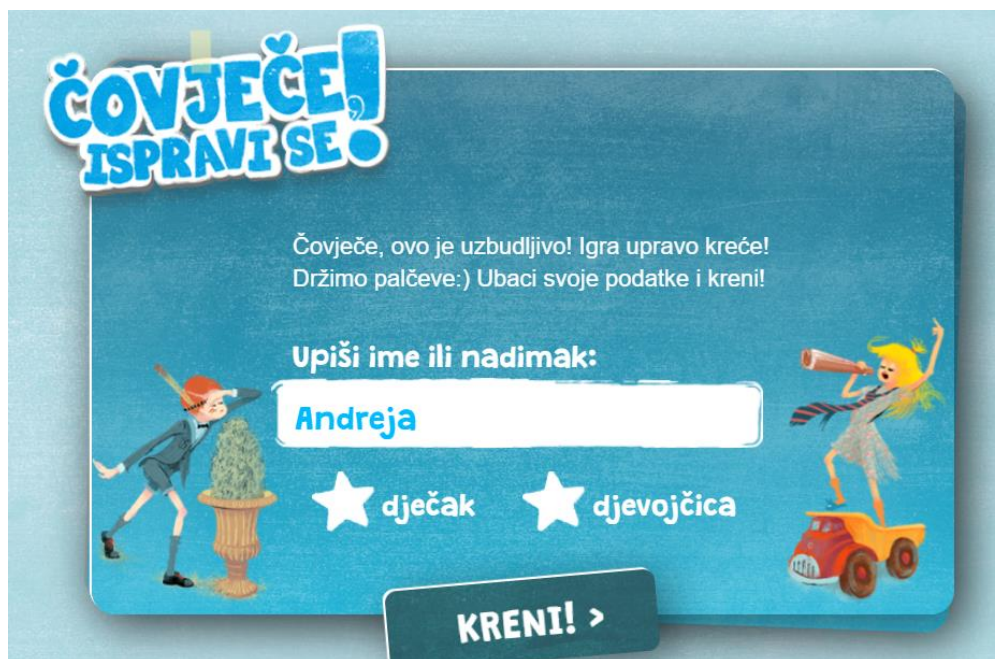 ČOVJEČE,
ISPRAVI SE!
Čovječe, ovo je uzbudljivo! Igra upravo kreće!
Držimo palčeve:) Ubaci svoje podatke i kreni!
Upiši ime ili nadimak:
Andreja
dječak djevojčica
KRENI! >